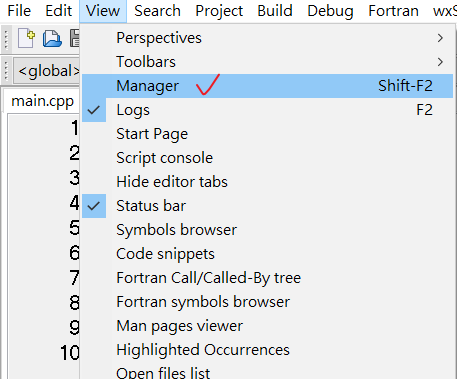 File Edit View Search Project Build Debug Fortran
Perspectives
Toolbars
<global>
Manager Shift-F2
main.cpp
Logs F2
1
Start Page
2
Script console
3
Hide editor tabs
4
Status bar
5
Symbols browser
6
Code snippets
7
Fortran Call/Called-By tree
8
Fortran symbols browser
9
Man pages viewer
10
Highlighted Occurrences
Open files list